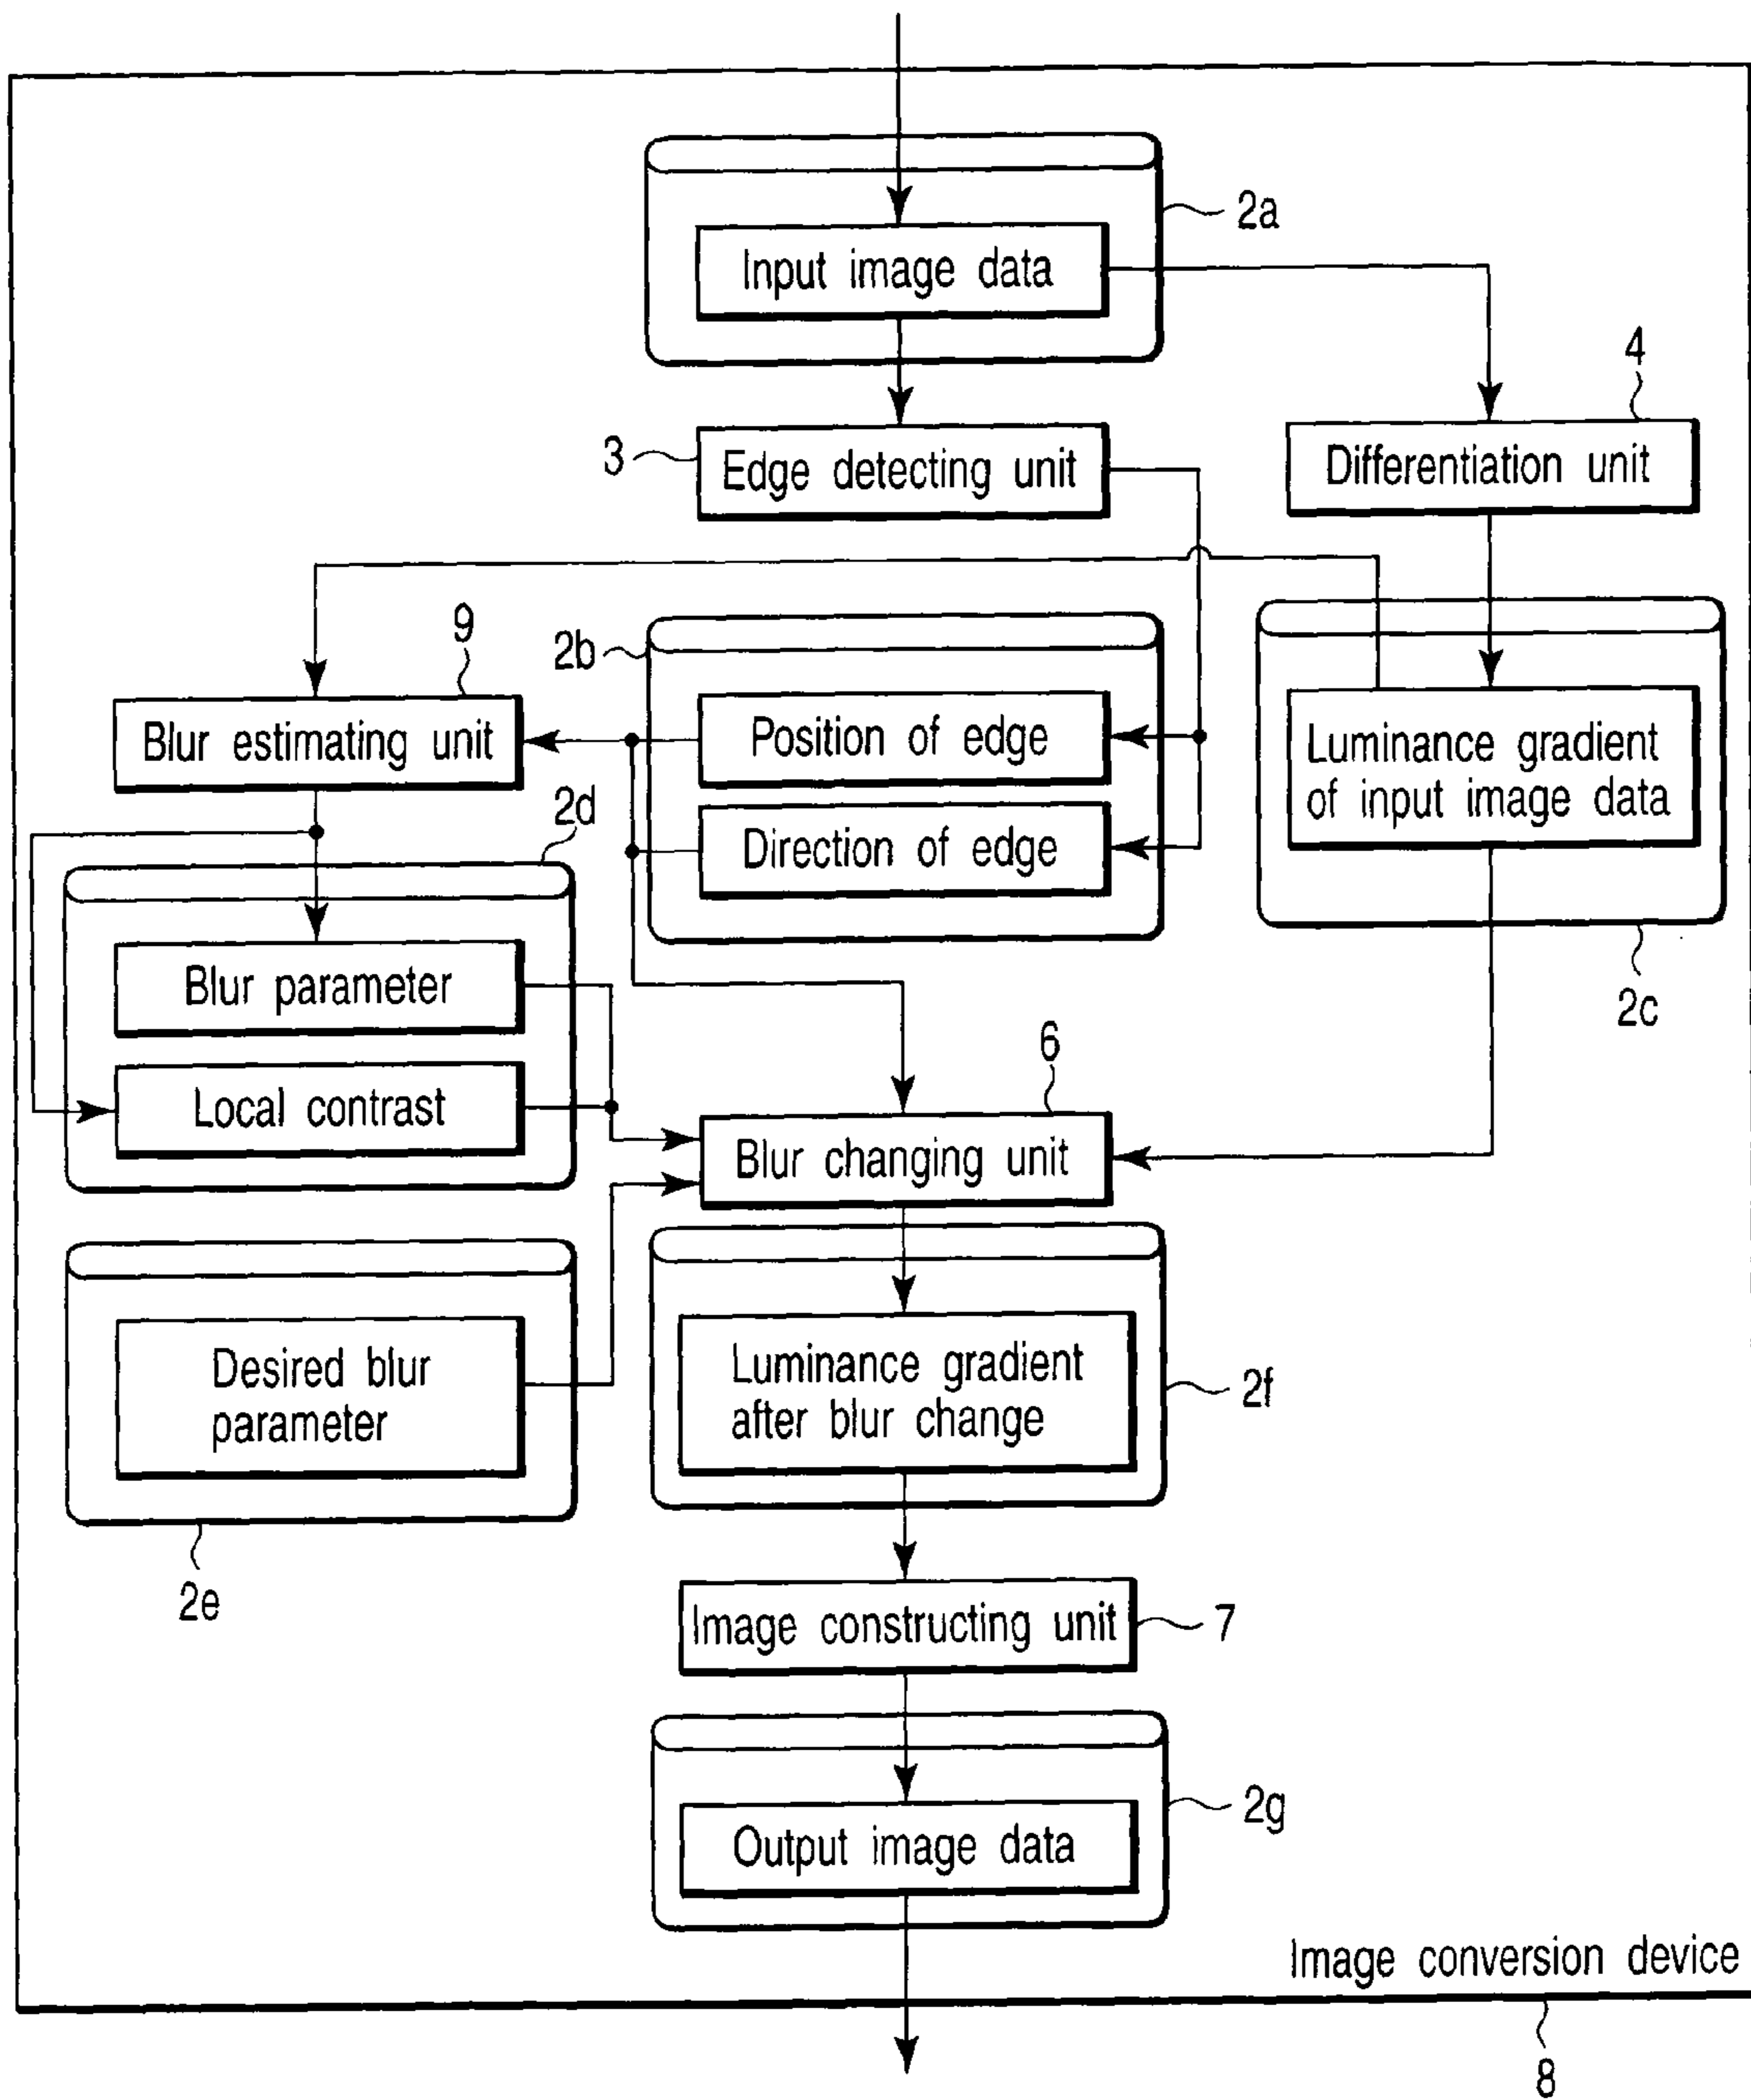 2a
Input image data
4
3
Edge detecting unit
Differentiation unit
9
2b
Blur estimating unit
Position of edge
Luminance gradient
of input image data
2d
Direction of edge
Blur parameter
2c
6
Local contrast
Blur changing unit
Desired blur
parameter
Luminance gradient
after blur change
2f
2e
Image constructing unit
7
2g
Output image data
Image conversion device
8